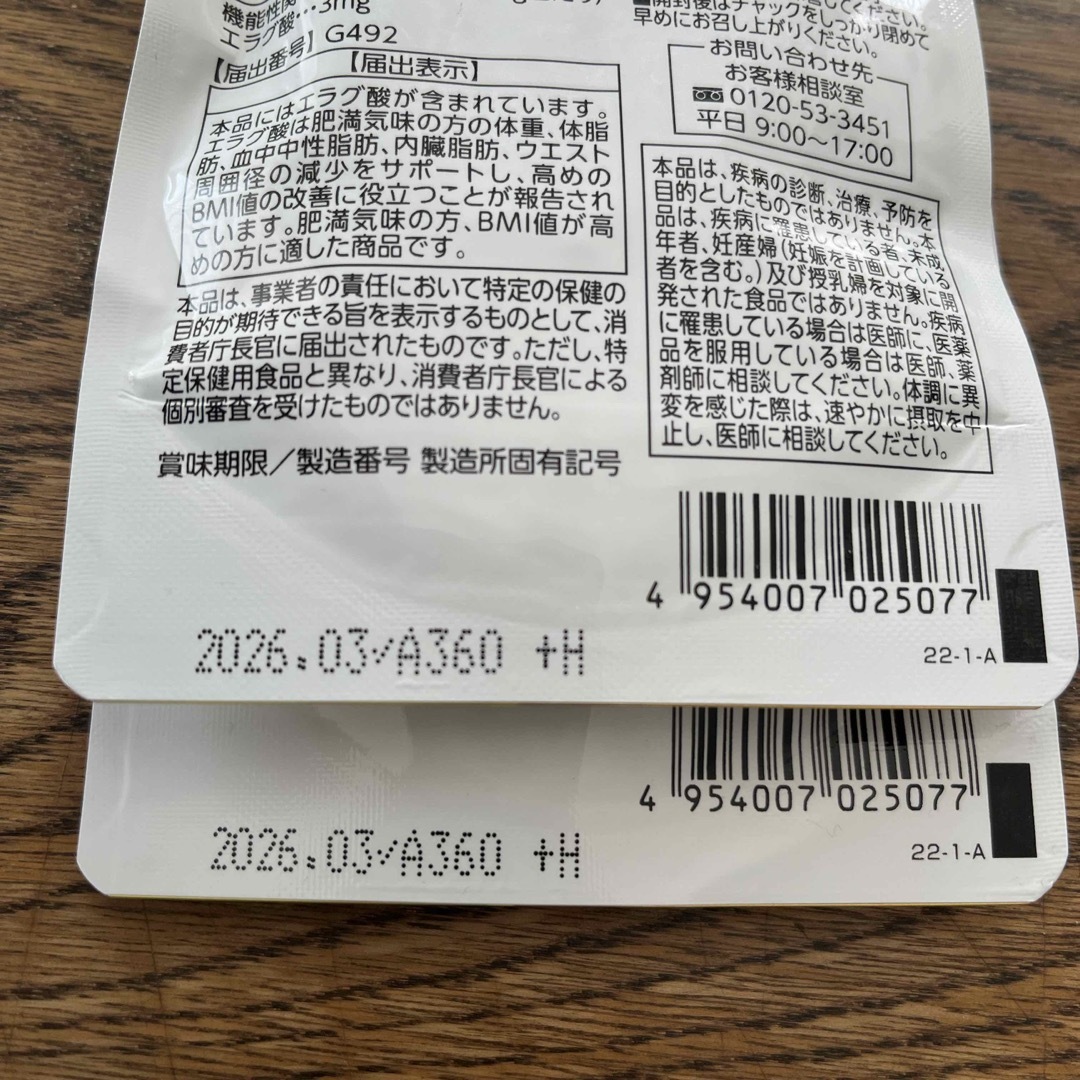 機能性関
エラグ酸…3mg
【届出番号】G492
【届出表示】
本品にはエラグ酸が含まれています。
エラグ酸は肥満気味の方の体重、体脂
肪、血中中性脂肪、内臓脂肪、ウエスト
周囲径の減少をサポートし、高めの
BMI値の改善に役立つことが報告され
ています。肥満気味の方、BMI値が高
めの方に適した商品です。
本品は、事業者の責任において特定の保健の
目的が期待できる旨を表示するものとして、消
費者庁長官に届出されたものです。ただし、特
定保健用食品と異なり、消費者庁長官による
個別審査を受けたものではありません。
賞味期限/製造番号 製造所固有記号
2026.03/A360 +H
してください。
■開封後はチャックをしっかり閉めて
早めにお召し上がりください。
お問い合わせ先
お客様相談室
0120-53-3451
平日 9:00〜17:00
本品は、疾病の診断、治療、予防を
目的としたものではありません。本
品は、疾病に罹患している者、未成
年者、妊産婦(妊娠を計画している
者を含む。)及び授乳婦を対象に開
発された食品ではありません。疾病
に罹患している場合は医師に、医薬
品を服用している場合は医師、薬
剤師に相談してください。体調に異
変を感じた際は、速やかに摂取を中
止し、医師に相談してください。
4 954007 025077
22-1-A
4 954007 025077
2026.03/A360 +H
22-1-A